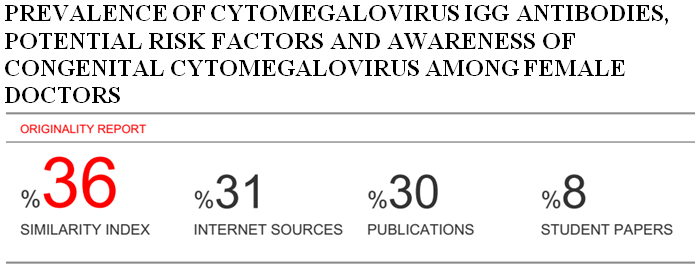 PREVALENCE OF CYTOMEGALOVIRUS IGG ANTIBODIES,
POTENTIAL RISK FACTORS AND AWARENESS OF
CONGENITAL CYTOMEGALOVIRUS AMONG FEMALE
DOCTORS
ORIGINALITY REPORT
%36 %31 %30 %8
SIMILARITY INDEX INTERNET SOURCES PUBLICATIONS STUDENT PAPERS